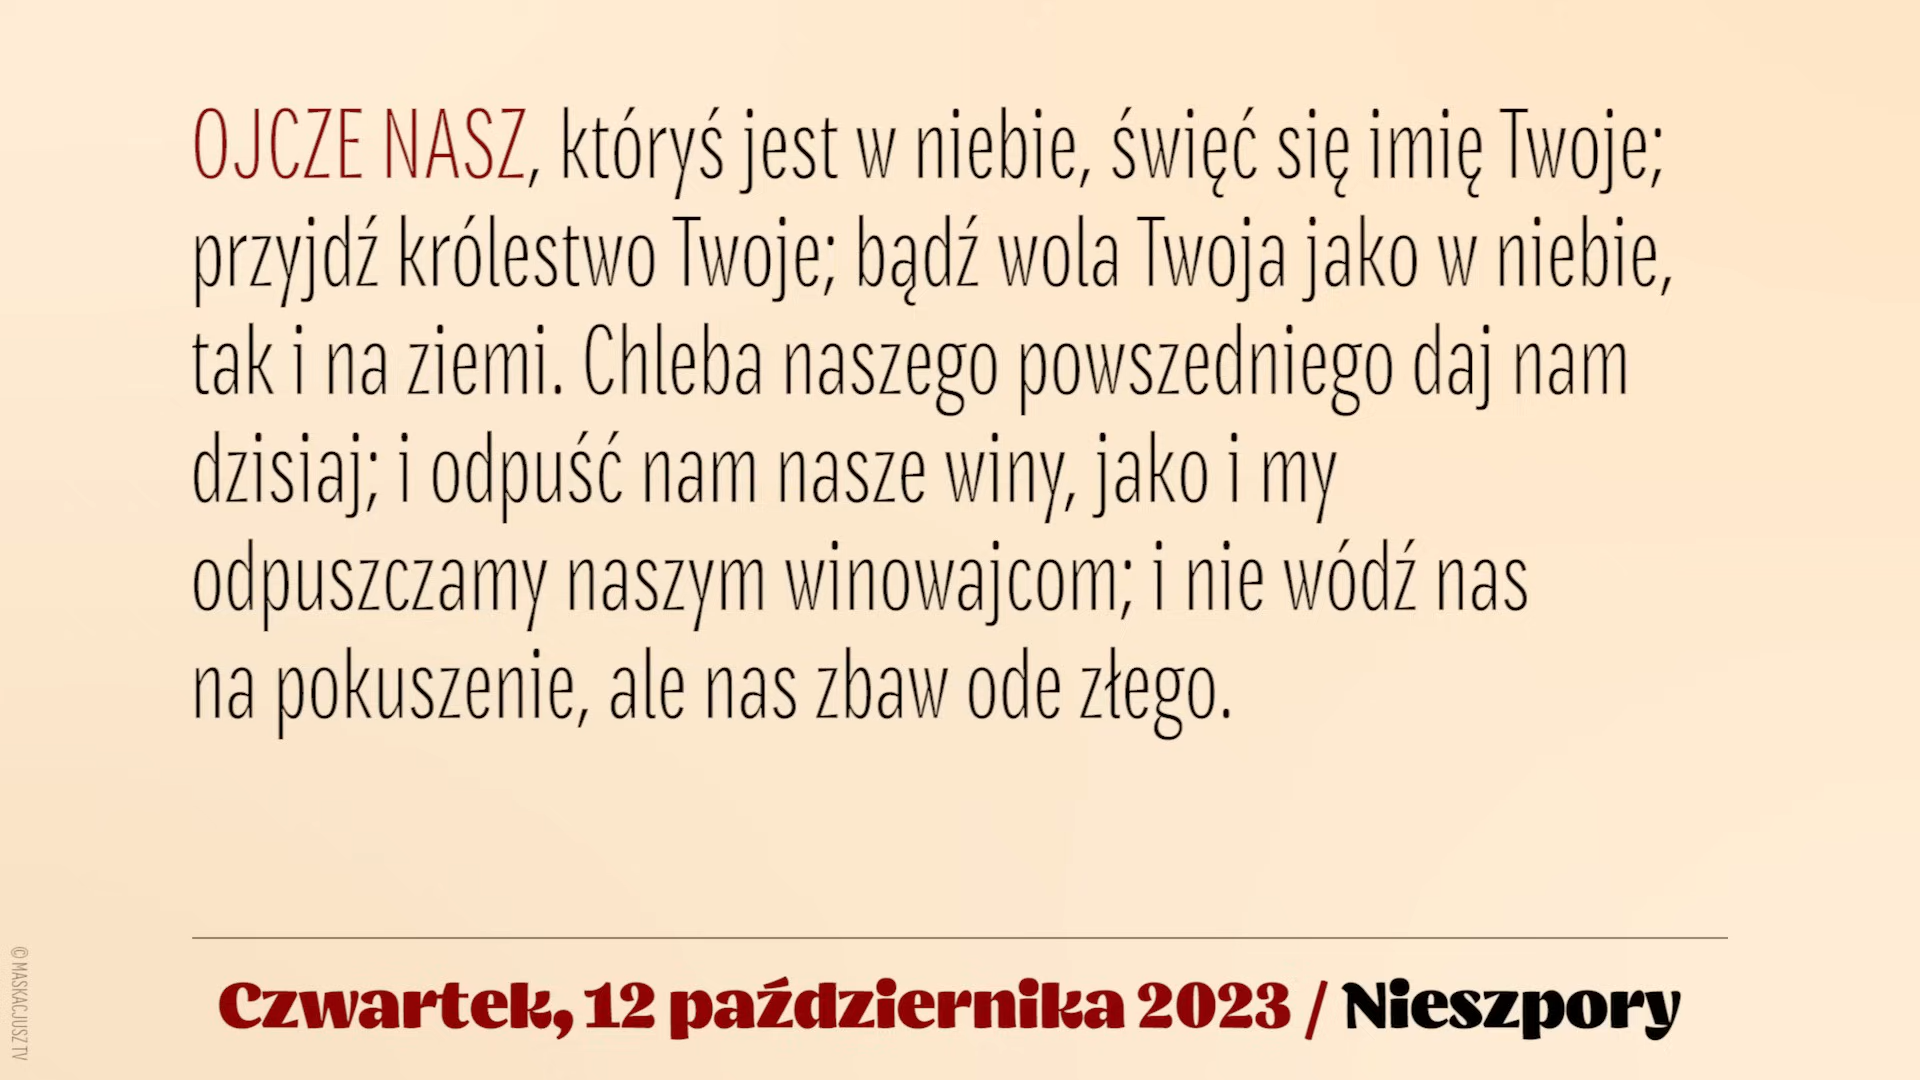 OJCZE NASZ, któryś jest w niebie, święć się imię Twoje;
przyjdź królestwo Twoje; bądź wola Twoja jako w niebie,
tak i na ziemi. Chleba naszego powszedniego daj nam
dzisiaj; i odpuść nam nasze winy, jako i my
odpuszczamy naszym winowajcom; i nie wódź nas
na pokuszenie, ale nas zbaw ode złego.
Czwartek, 12 października 2023 / Nieszpory
© MASKACJUSZ TV